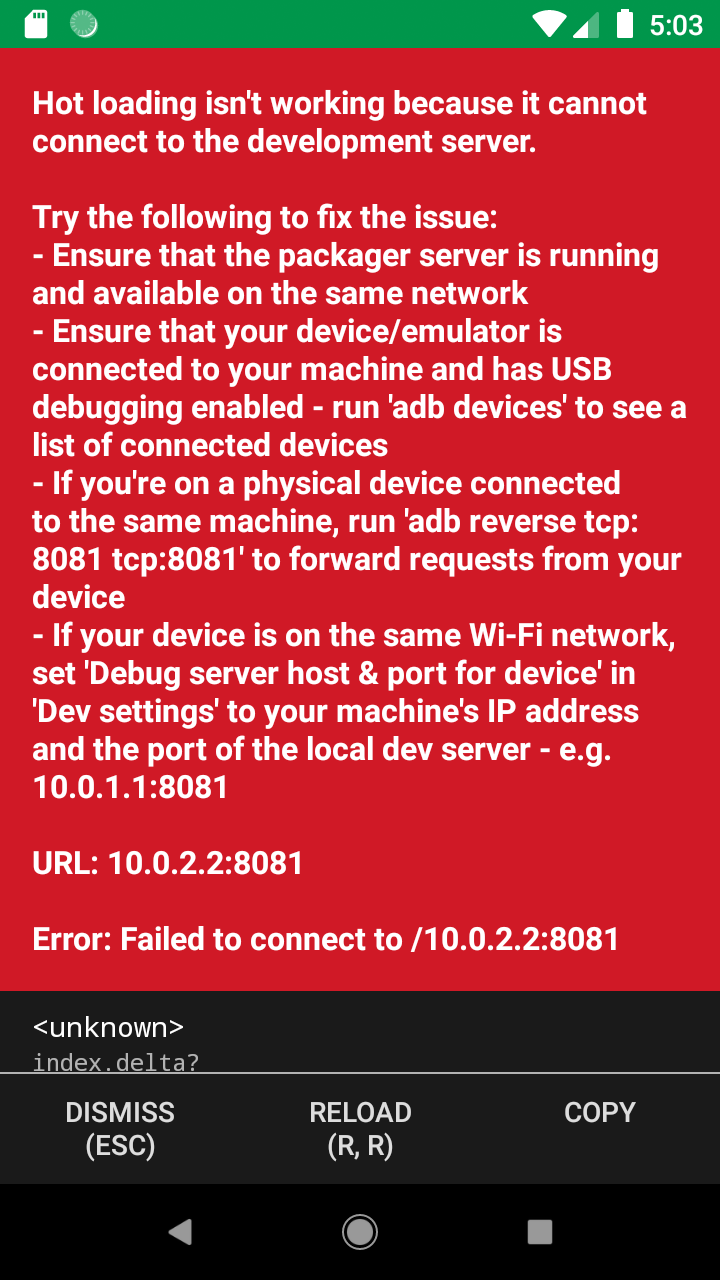 5:03
Hot loading isn't working because it cannot
connect to the development server.
Try the following to fix the issue:
- Ensure that the packager server is running
and available on the same network
- Ensure that your device/emulator is
connected to your machine and has USB
debugging enabled - run 'adb devices' to see a
list of connected devices
- If you're on a physical device connected
to the same machine, run 'adb reverse tcp:
8081 tcp:8081' to forward requests from your
device
- If your device is on the same Wi-Fi network,
set 'Debug server host & port for device' in
'Dev settings' to your machine's IP address
and the port of the local dev server - e.g.
10.0.1.1:8081
URL: 10.0.2.2:8081
Error: Failed to connect to /10.0.2.2:8081
<unknown>
index.delta?
DISMISS
(ESC)
RELOAD
(R, R)
COPY